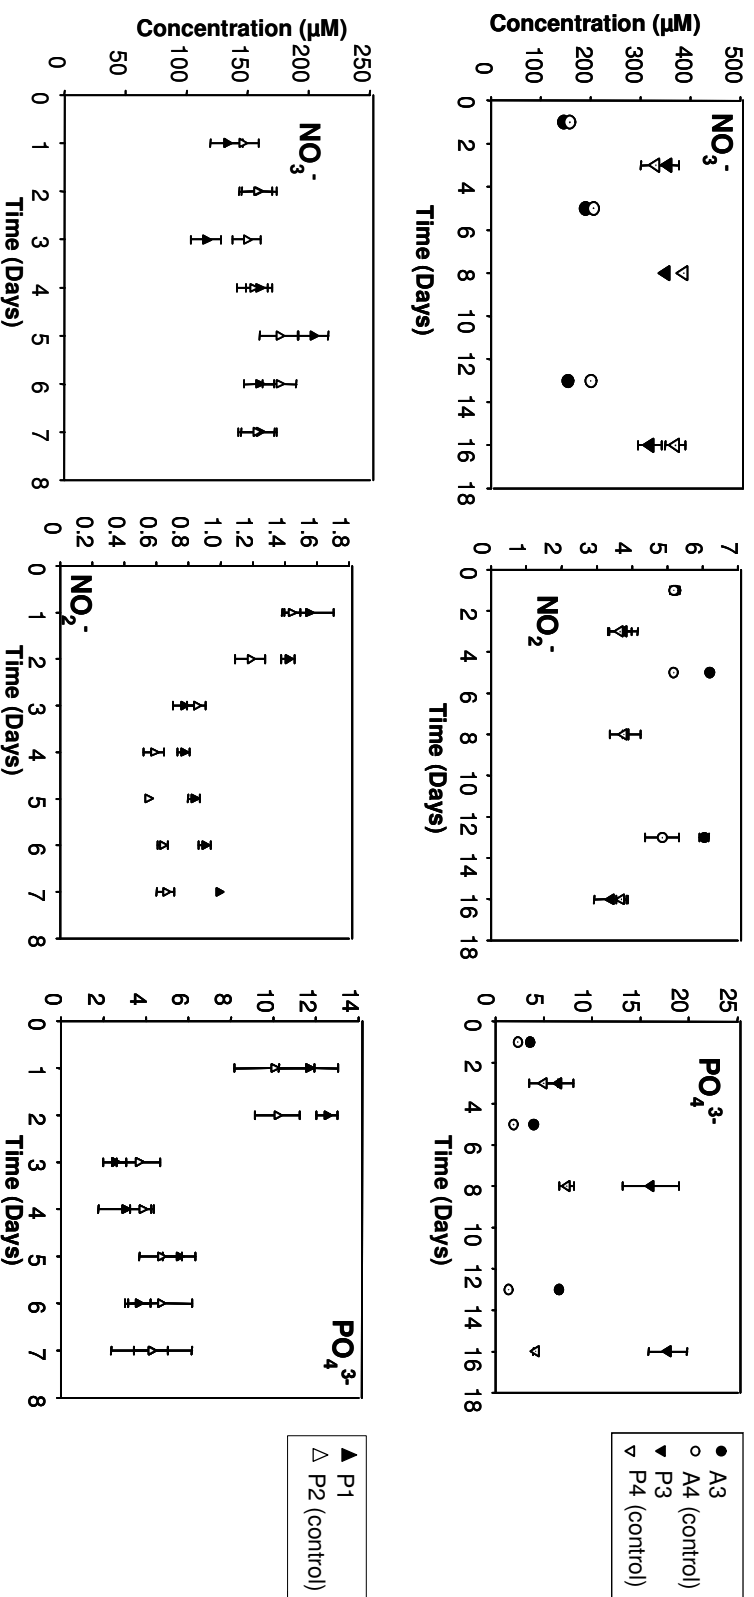 Concentration (µM)
500
400
300
200
100
0
NO₃⁻
0 2 4 6 8 10 12 14 16 18
Time (Days)
7
6
5
4
3
2
1
0
NO₂⁻
0 2 4 6 8 10 12 14 16 18
Time (Days)
25
20
15
10
5
0
PO₄³⁻
0 2 4 6 8 10 12 14 16 18
Time (Days)
A3
A4 (control)
P3
P4 (control)
Concentration (µM)
250
200
150
100
50
0
NO₃⁻
0 1 2 3 4 5 6 7 8
Time (Days)
1.8
1.6
1.4
1.2
1.0
0.8
0.6
0.4
0.2
0
NO₂⁻
0 1 2 3 4 5 6 7 8
Time (Days)
14
12
10
8
6
4
2
0
PO₄³⁻
0 1 2 3 4 5 6 7 8
Time (Days)
P1
P2 (control)